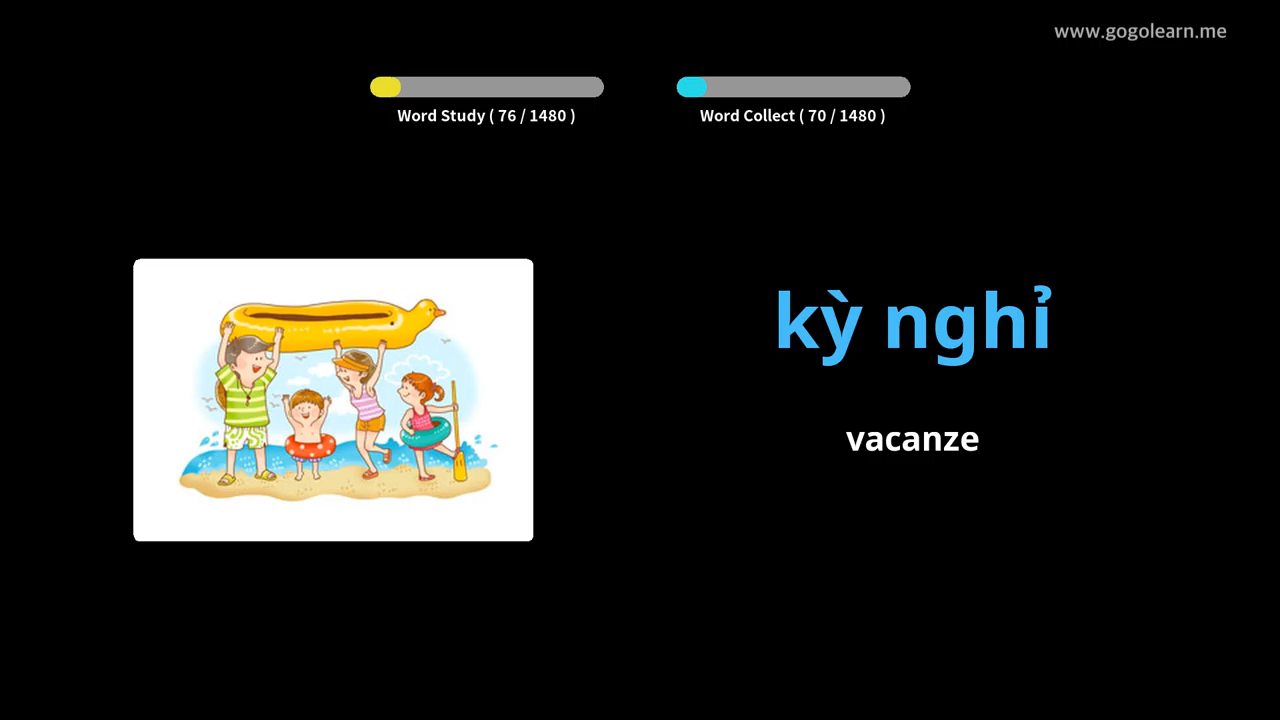 www.gogolearn.me
Word Study ( 76 / 1480 )
Word Collect ( 70 / 1480 )
kỳ nghỉ
vacanze